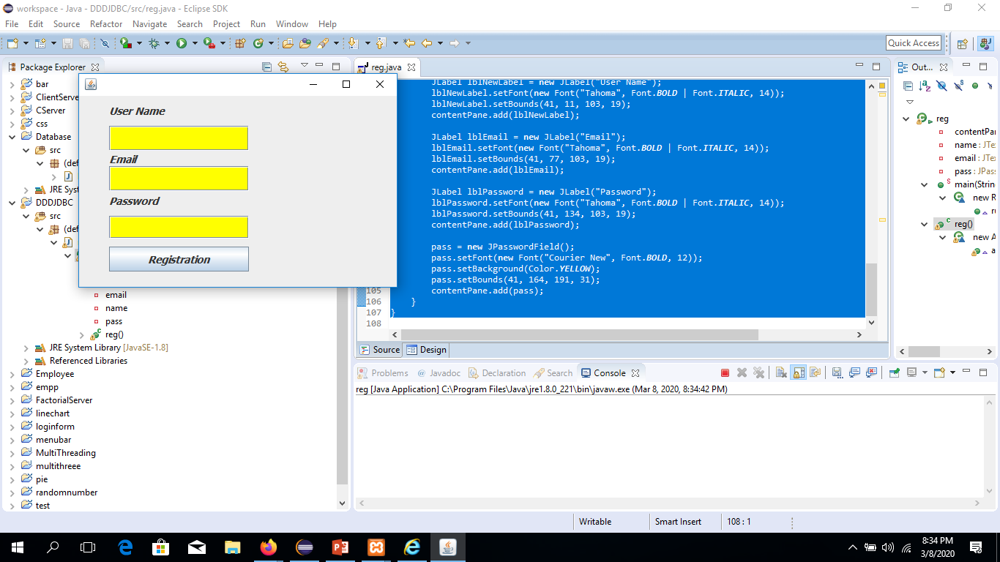 workspace - Java - DDDJDBC/src/reg.java - Eclipse SDK
File Edit Source Refactor Navigate Search Project Run Window Help
Quick Access
Package Explorer
bar
ClientServe
CServer
css
Database
src
(def
JRE Syst
DDDJDBC
src
(def
email
name
pass
reg()
JRE System Library [JavaSE-1.8]
Referenced Libraries
Employee
empp
FactorialServer
linechart
loginform
menubar
MultiThreading
multithreee
pie
randomnumber
test
User Name
Email
Password
Registration
reg.java
JLabel lblNewLabel = new JLabel("User Name");
lblNewLabel.setFont(new Font("Tahoma", Font.BOLD | Font.ITALIC, 14));
lblNewLabel.setBounds(41, 11, 103, 19);
contentPane.add(lblNewLabel);
JLabel lblEmail = new JLabel("Email");
lblEmail.setFont(new Font("Tahoma", Font.BOLD | Font.ITALIC, 14));
lblEmail.setBounds(41, 77, 103, 19);
contentPane.add(lblEmail);
JLabel lblPassword = new JLabel("Password");
lblPassword.setFont(new Font("Tahoma", Font.BOLD | Font.ITALIC, 14));
lblPassword.setBounds(41, 134, 103, 19);
contentPane.add(lblPassword);
pass = new JPasswordField();
pass.setFont(new Font("Courier New", Font.BOLD, 12));
pass.setBackground(Color.YELLOW);
pass.setBounds(41, 164, 191, 31);
105 contentPane.add(pass);
106 }
107 }
108
Source Design
Out...
reg
contentPa
name : JTe
email : JTe
pass : JPas
main(Strin
new R
reg()
new A
a
Problems @ Javadoc Declaration Search Console
reg [Java Application] C:\Program Files\Java\jre1.8.0_221\bin\javaw.exe (Mar 8, 2020, 8:34:42 PM)
Writable Smart Insert 108 : 1
8:34 PM
3/8/2020